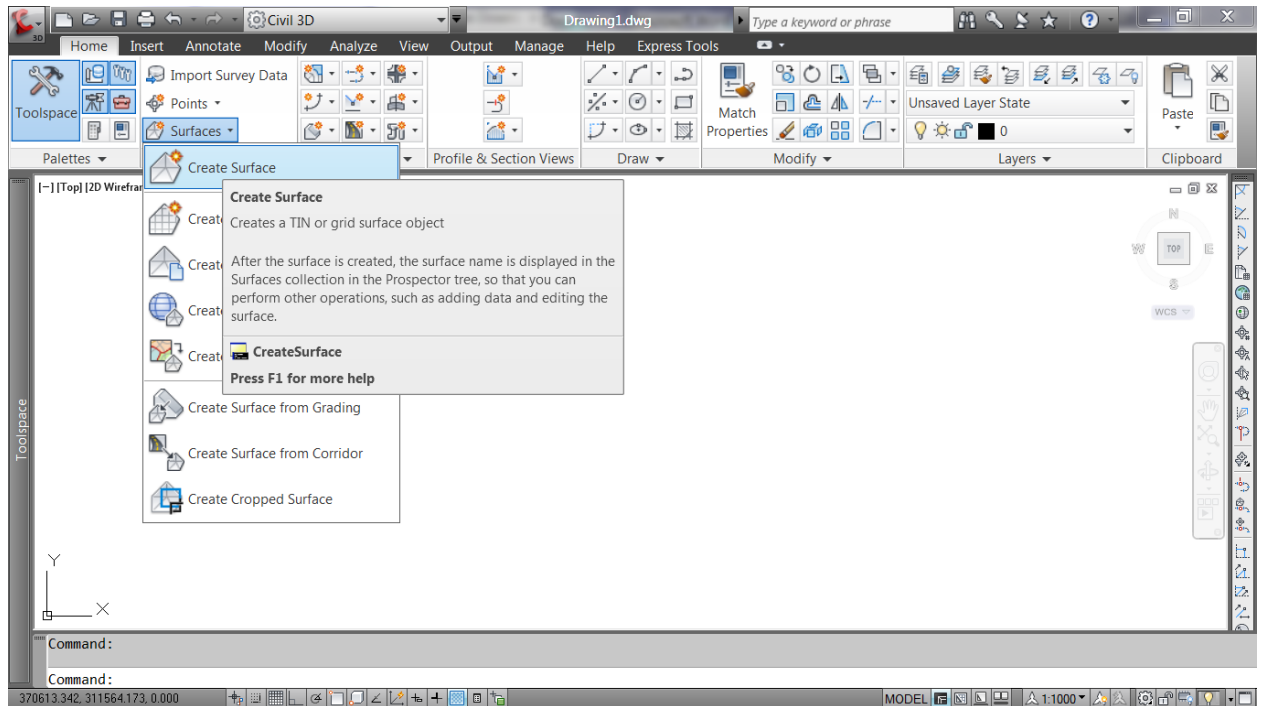 Civil 3D
Drawing1.dwg
Type a keyword or phrase
3D
Home Insert Annotate Modify Analyze View Output Manage Help Express Tools
Toolspace
Import Survey Data
Points
Surfaces
Match
Properties
Unsaved Layer State
0
Paste
Palettes
Profile & Section Views
Draw
Modify
Layers
Clipboard
Create Surface
[−] [Top] [2D Wirefra
Create Surface
Creates a TIN or grid surface object
After the surface is created, the surface name is displayed in the
Surfaces collection in the Prospector tree, so that you can
perform other operations, such as adding data and editing the
surface.
CreateSurface
Press F1 for more help
Creat
Creat
Creat
Creat
Create Surface from Grading
Create Surface from Corridor
Create Cropped Surface
N
W TOP E
S
WCS
Toolspace
Y
X
Command:
Command:
370613.342, 311564.173, 0.000
MODEL
1:1000